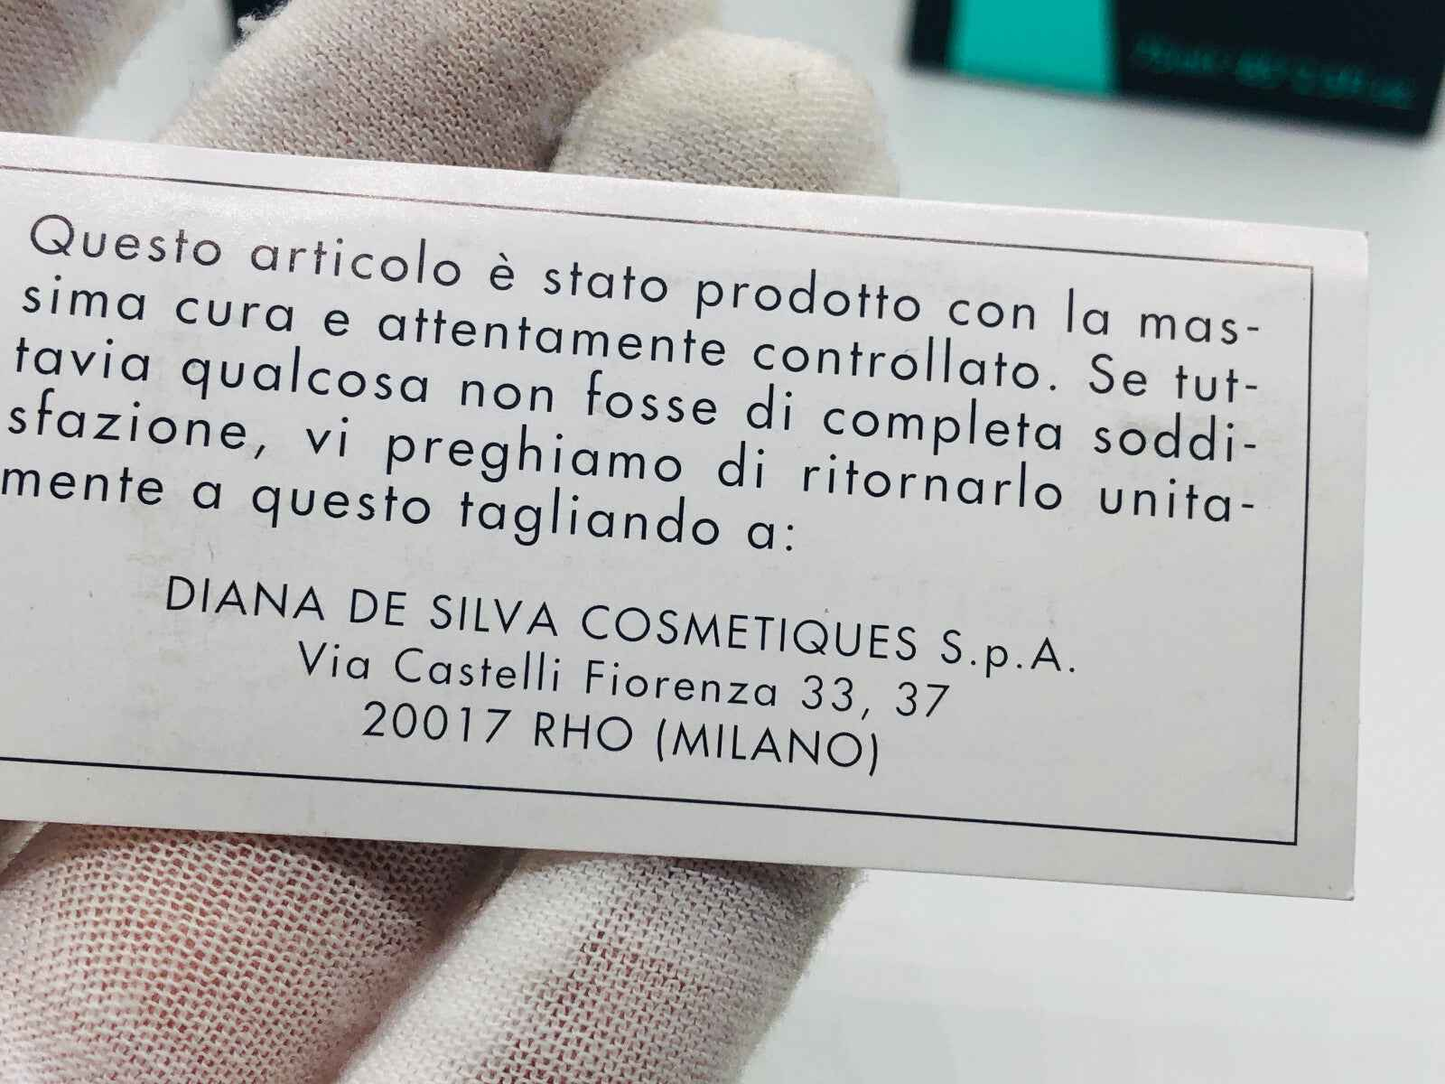 Questo articolo è stato prodotto con la mas-
sima cura e attentamente controllato. Se tut-
tavia qualcosa non fosse di completa soddi-
sfazione, vi preghiamo di ritornarlo unita-
mente a questo tagliando a:
DIANA DE SILVA COSMETIQUES S.p.A.
Via Castelli Fiorenza 33, 37
20017 RHO (MILANO)